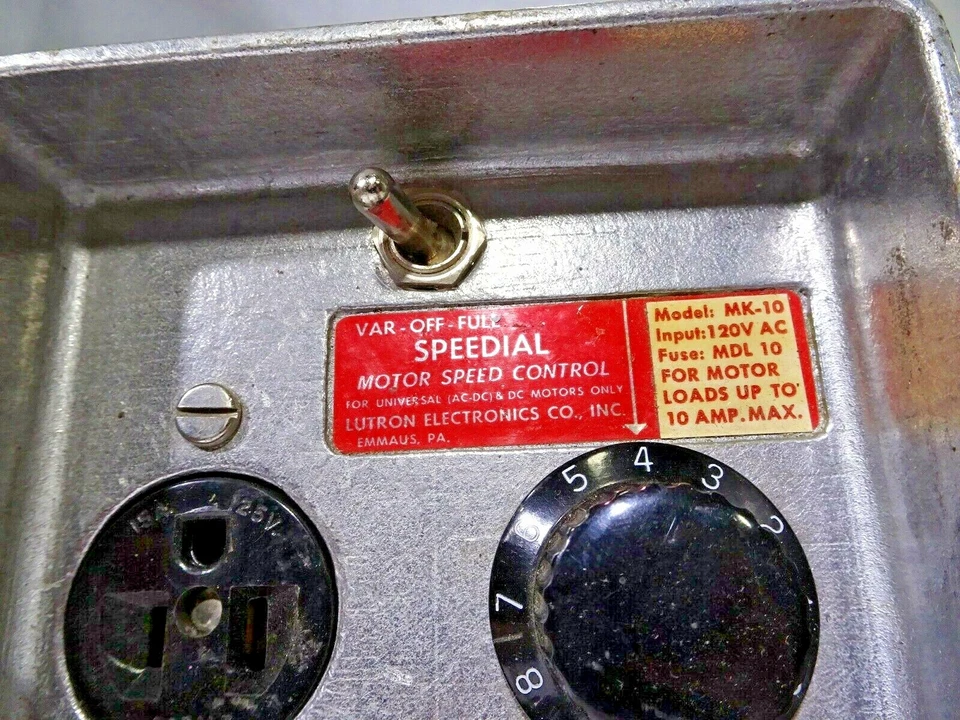 VAR-OFF-FULL
SPEEDIAL
MOTOR SPEED CONTROL
FOR UNIVERSAL (AC-DC) & DC MOTORS ONLY
LUTRON ELECTRONICS CO., INC.
EMMAUS, PA.
Model: MK-10
Input: 120V AC
Fuse: MDL 10
FOR MOTOR
LOADS UP TO
10 AMP. MAX.
15A 125V
5 4 3 2
6
7
8